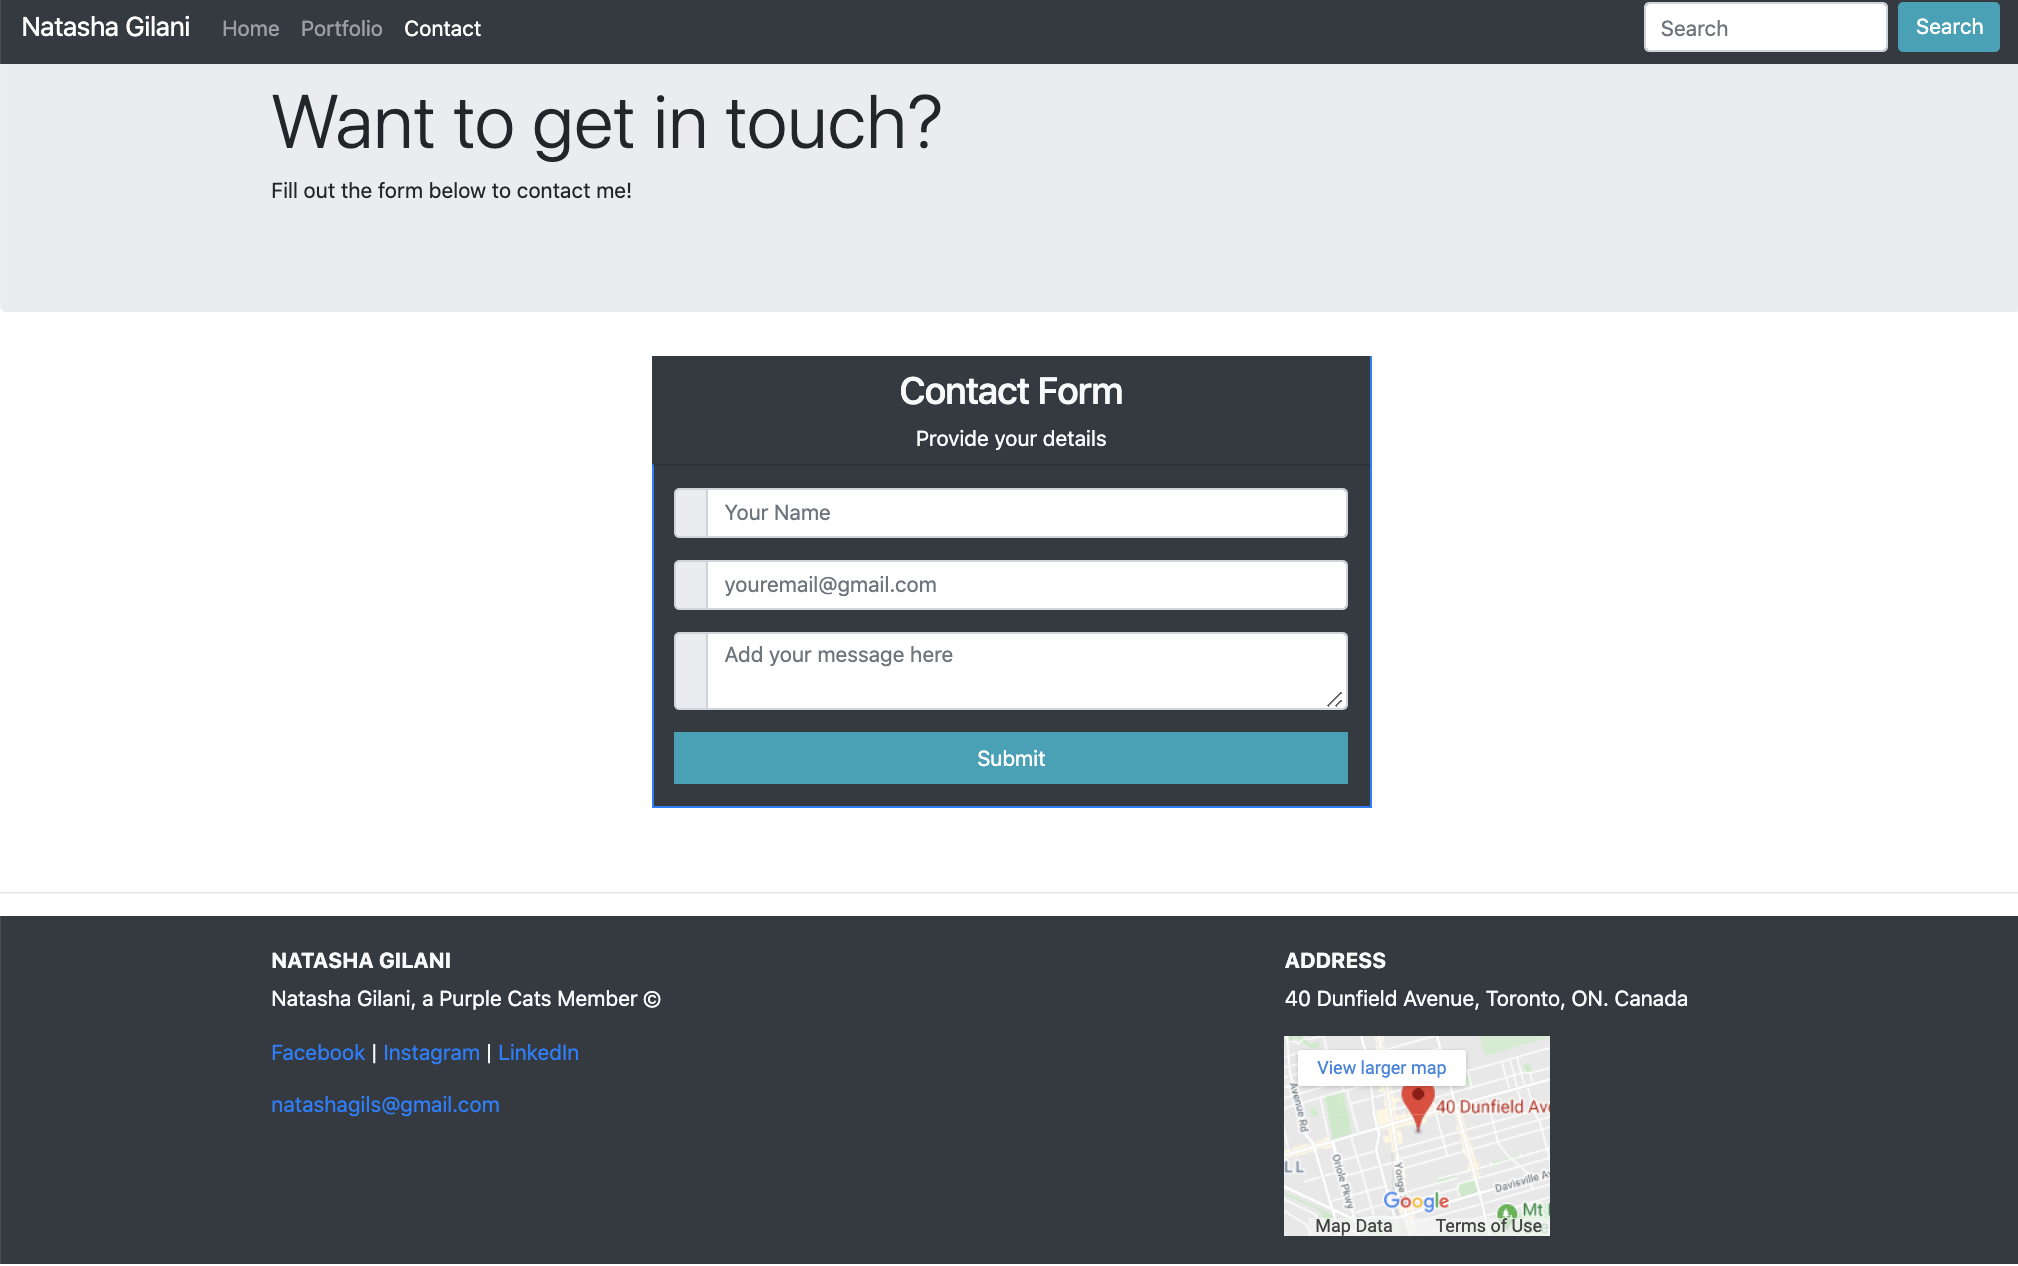 Natasha Gilani Home Portfolio Contact Search Search
Want to get in touch?
Fill out the form below to contact me!
Contact Form
Provide your details
Your Name
youremail@gmail.com
Add your message here
Submit
NATASHA GILANI
Natasha Gilani, a Purple Cats Member ©
Facebook | Instagram | LinkedIn
natashagils@gmail.com
ADDRESS
40 Dunfield Avenue, Toronto, ON. Canada
View larger map
Avenue Rd
40 Dunfield Av
LL
Oriole Pkwy
Yonge
Davisville A
Google
Mt
Map Data
Terms of Use